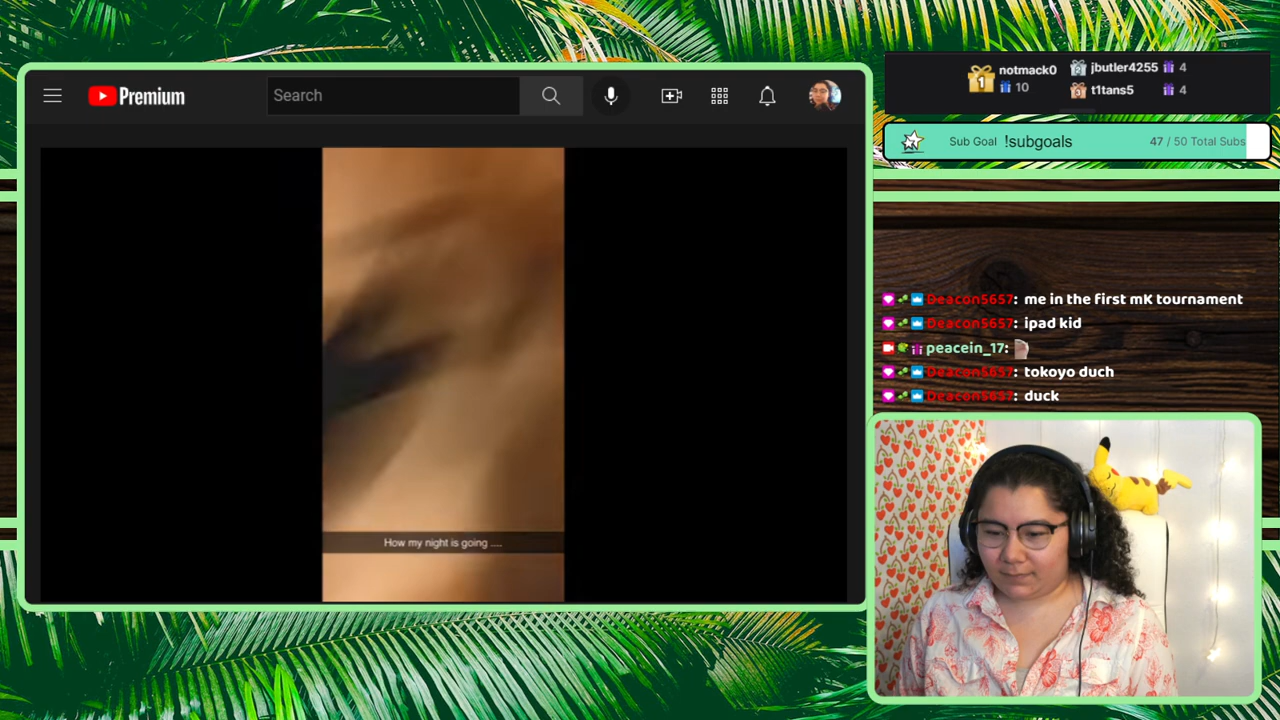 Premium
Search
How my night is going ....
notmack0
10
jbutler4255 4
t1tans5 4
Sub Goal !subgoals 47 / 50 Total Subs
Deacon5657: me in the first mK tournament
Deacon5657: ipad kid
peacein_17:
Deacon5657: tokoyo duch
Deacon5657: duck